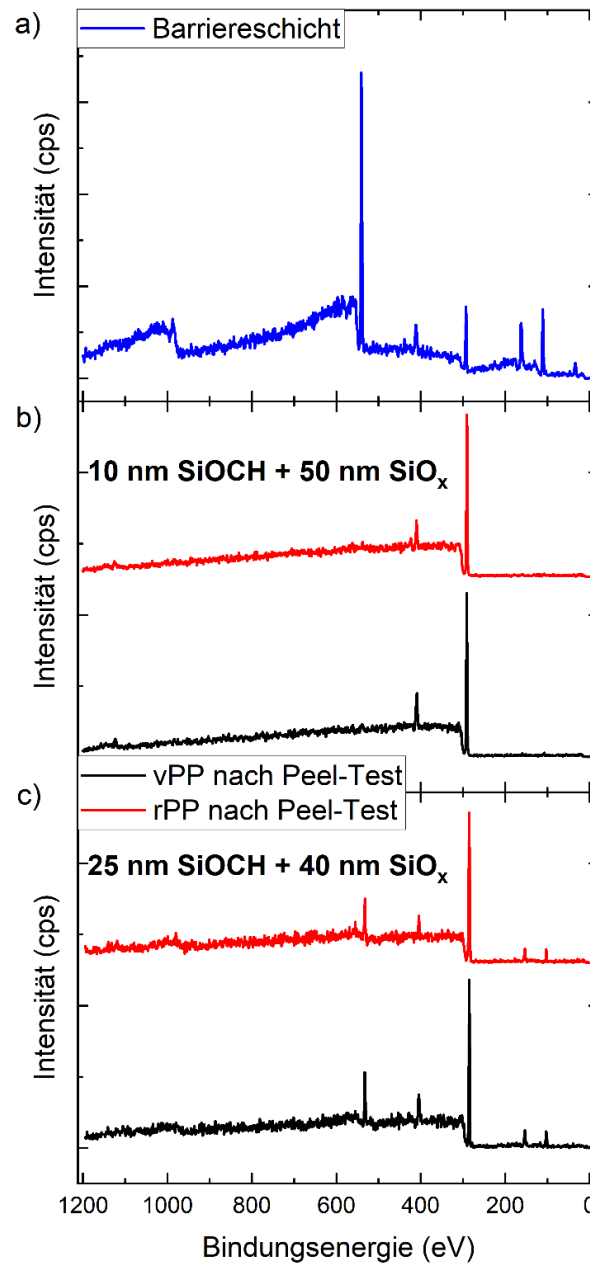 a)
Barriereschicht
Intensität (cps)
b)
10 nm SiOCH + 50 nm SiOx
Intensität (cps)
vPP nach Peel-Test
rPP nach Peel-Test
c)
25 nm SiOCH + 40 nm SiOx
Intensität (cps)
1200 1000 800 600 400 200 0
Bindungsenergie (eV)